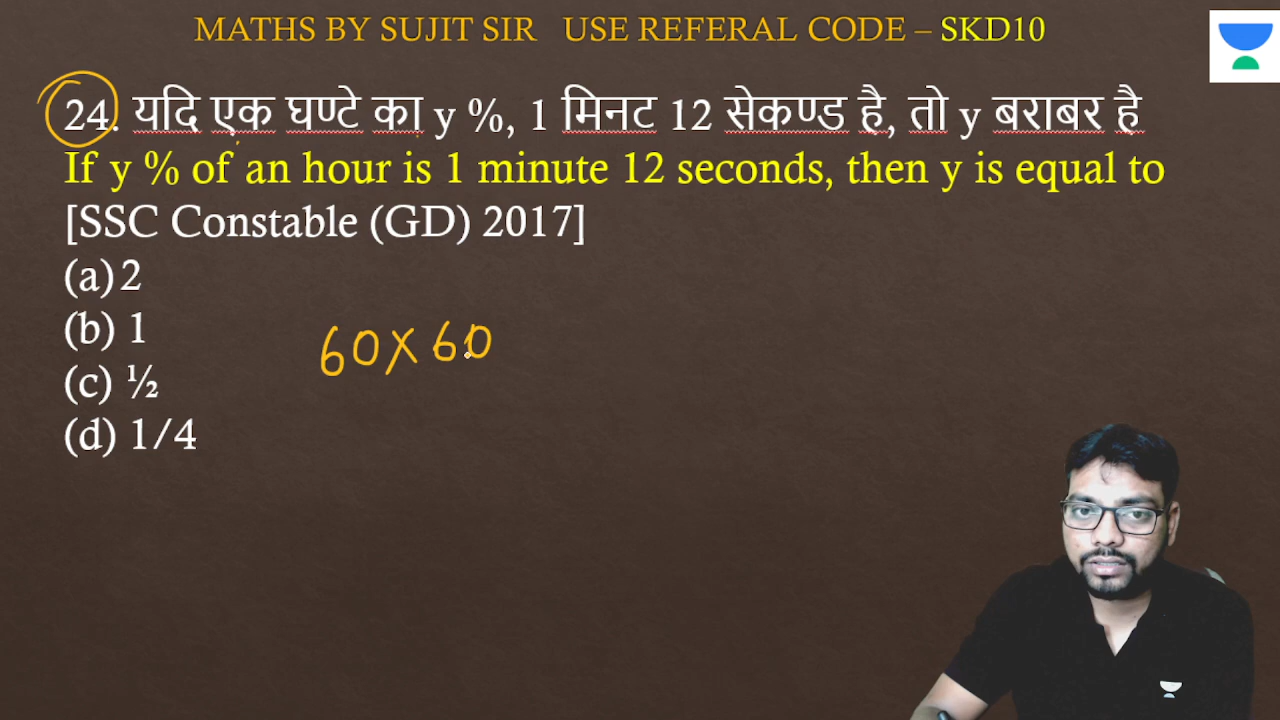 MATHS BY SUJIT SIR USE REFERAL CODE – SKD10
24. यदि एक घण्टे का y %, 1 मिनट 12 सेकण्ड है, तो y बराबर है
If y % of an hour is 1 minute 12 seconds, then y is equal to
[SSC Constable (GD) 2017]
(a) 2
(b) 1
(c) ½
(d) 1/4
60×60